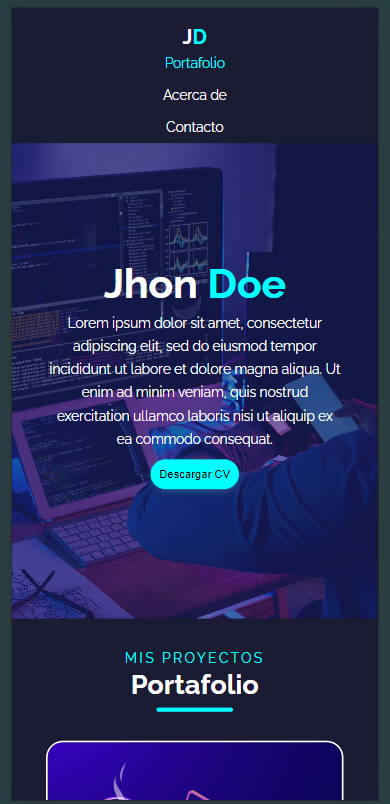 JD
Portafolio
Acerca de
Contacto
Jhon Doe
Lorem ipsum dolor sit amet, consectetur
adipiscing elit, sed do eiusmod tempor
incididunt ut labore et dolore magna aliqua. Ut
enim ad minim veniam, quis nostrud
exercitation ullamco laboris nisi ut aliquip ex
ea commodo consequat.
Descargar CV
MIS PROYECTOS
Portafolio